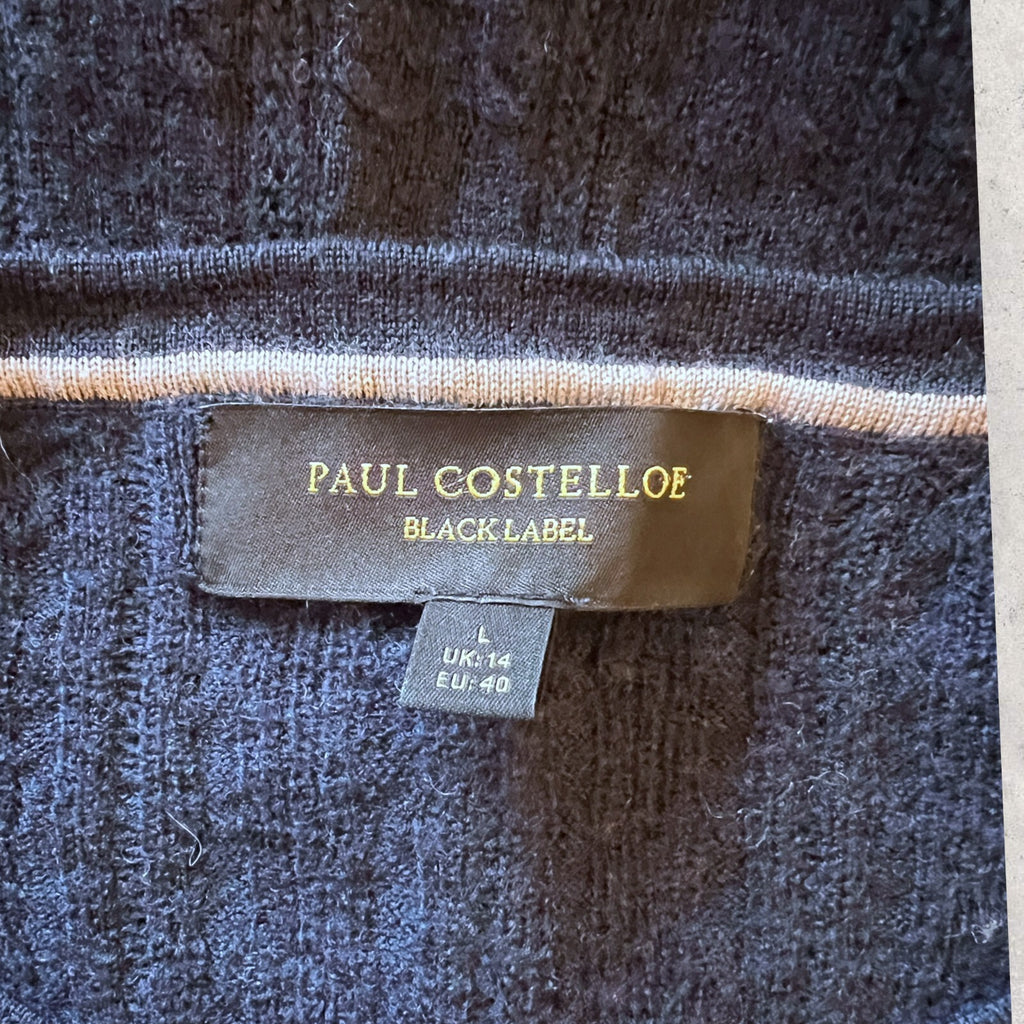 PAUL COSTELLOE
BLACK LABEL
L
UK: 14
EU: 40